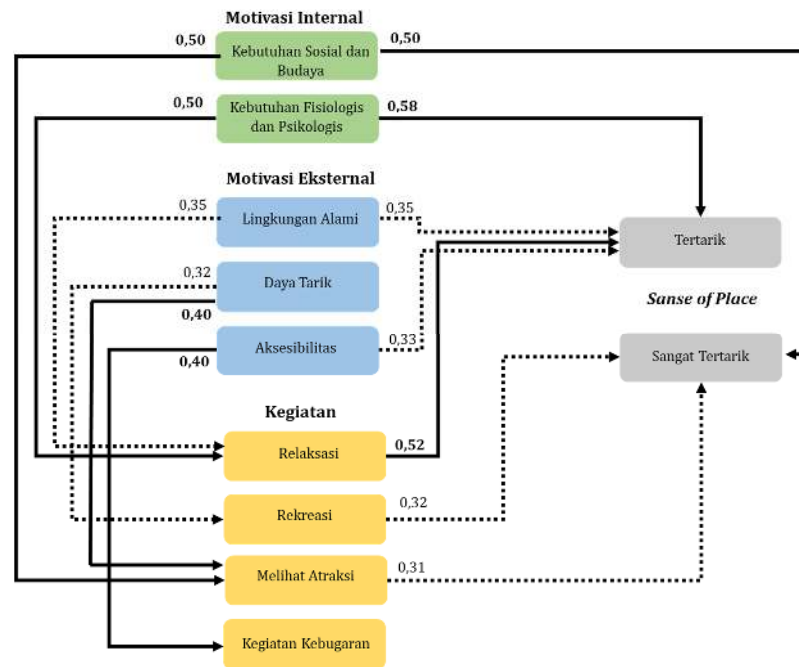 Motivasi Internal
0,50
Kebutuhan Sosial dan
Budaya
0,50
0,50
Kebutuhan Fisiologis
dan Psikologis
0,58
Motivasi Eksternal
0,35
Lingkungan Alami
0,35
0,32
Daya Tarik
0,40
Aksesibilitas
0,40
0,33
Tertarik
Sanse of Place
Sangat Tertarik
Kegiatan
Relaksasi
0,52
Rekreasi
0,32
Melihat Atraksi
0,31
Kegiatan Kebugaran